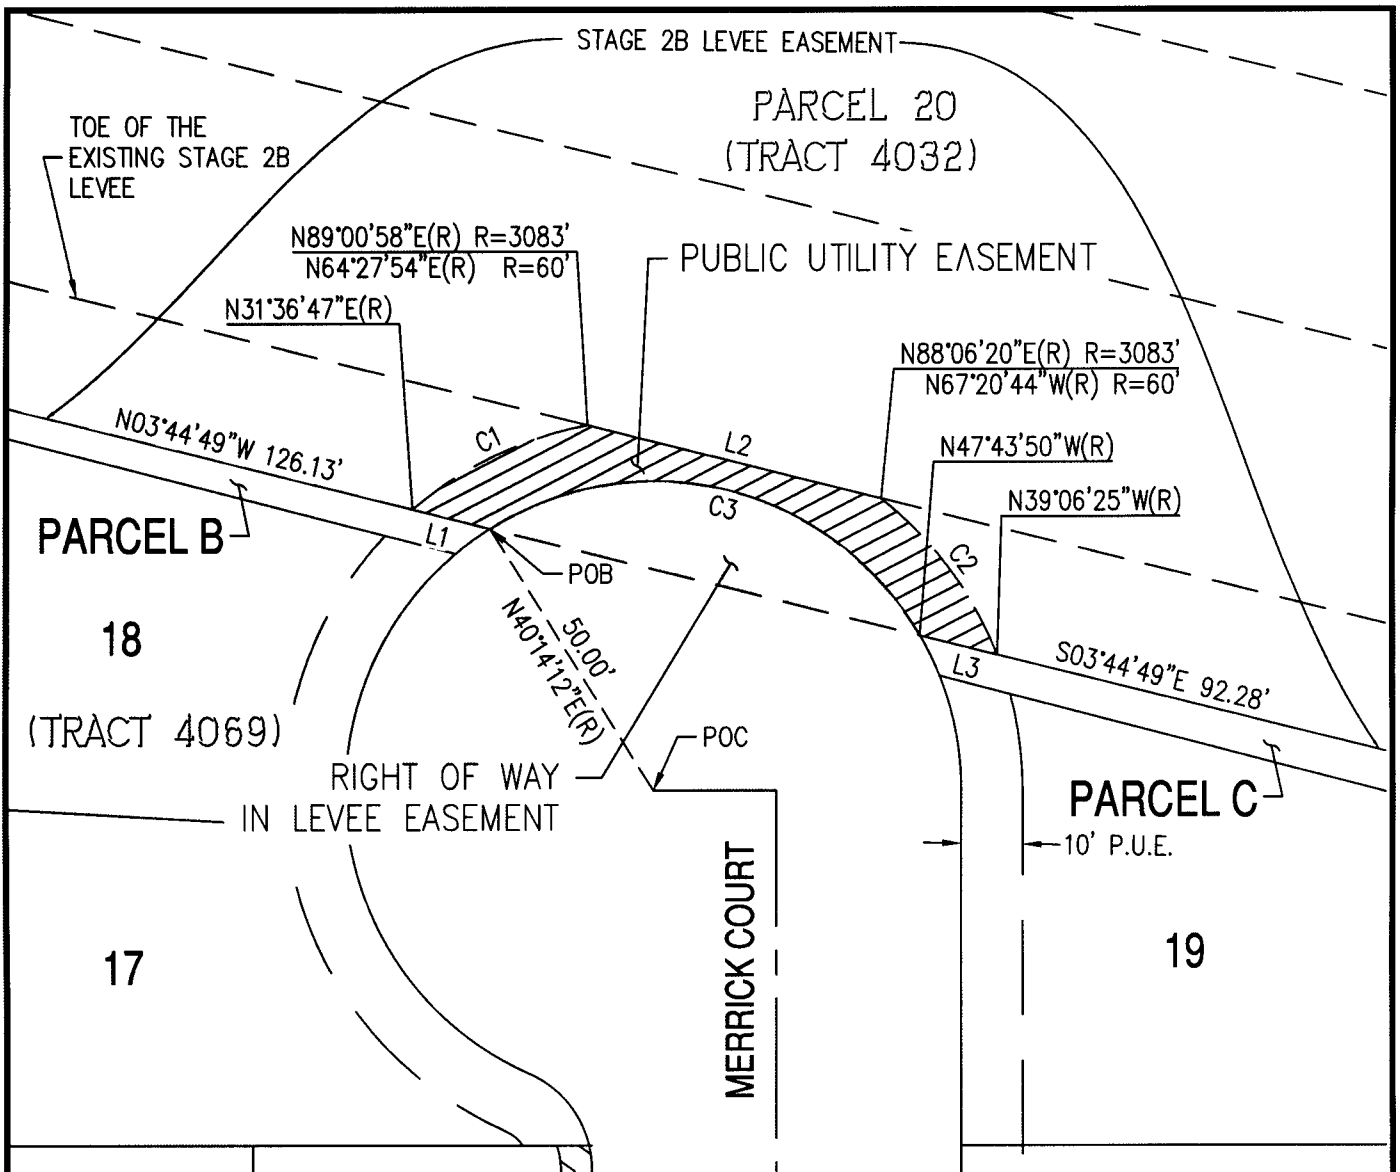 STAGE 2B LEVEE EASEMENT
PARCEL 20
(TRACT 4032)
TOE OF THE
EXISTING STAGE 2B
LEVEE
N89°00'58"E(R) R=3083'
N64°27'54"E(R) R=60'
PUBLIC UTILITY EASEMENT
N31°36'47"E(R)
N88°06'20"E(R) R=3083'
N67°20'44"W(R) R=60'
N03°44'49"W 126.13'
C1
L2
N47°43'50"W(R)
N39°06'25"W(R)
C3
PARCEL B
L1
C2
POB
18
50.00'
N40°14'12"E(R)
L3
S03°44'49"E 92.28'
(TRACT 4069)
POC
RIGHT OF WAY
IN LEVEE EASEMENT
PARCEL C
10' P.U.E.
MERRICK COURT
17
19